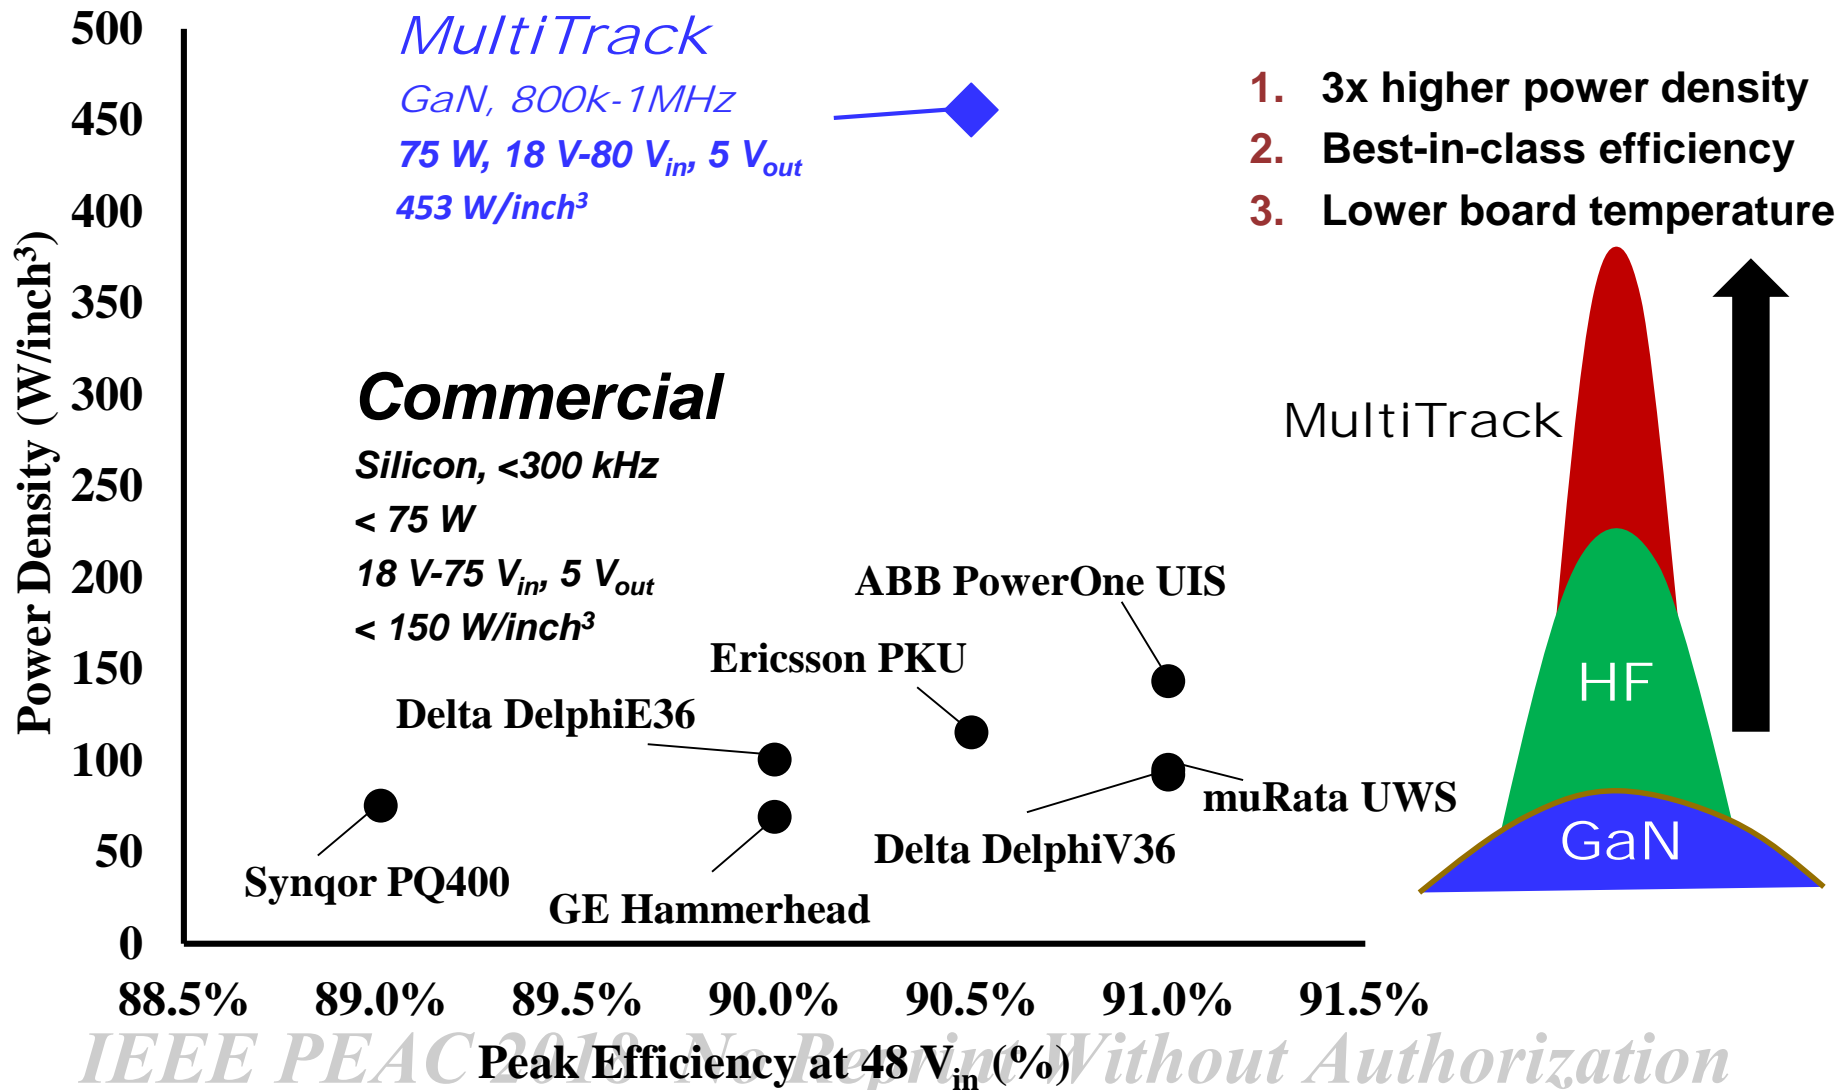 MultiTrack
GaN, 800k-1MHz
75 W, 18 V-80 Vin, 5 Vout
453 W/inch3
1. 3x higher power density
2. Best-in-class efficiency
3. Lower board temperature
Power Density (W/inch3)
500
450
400
350
300
250
200
150
100
50
0
Commercial
Silicon, <300 kHz
< 75 W
18 V-75 Vin, 5 Vout
< 150 W/inch3
ABB PowerOne UIS
Ericsson PKU
Delta DelphiE36
muRata UWS
Delta DelphiV36
Synqor PQ400
GE Hammerhead
MultiTrack
HF
GaN
88.5% 89.0% 89.5% 90.0% 90.5% 91.0% 91.5%
Peak Efficiency at 48 Vin (%)
IEEE PEAC 2018 No Reprint Without Authorization